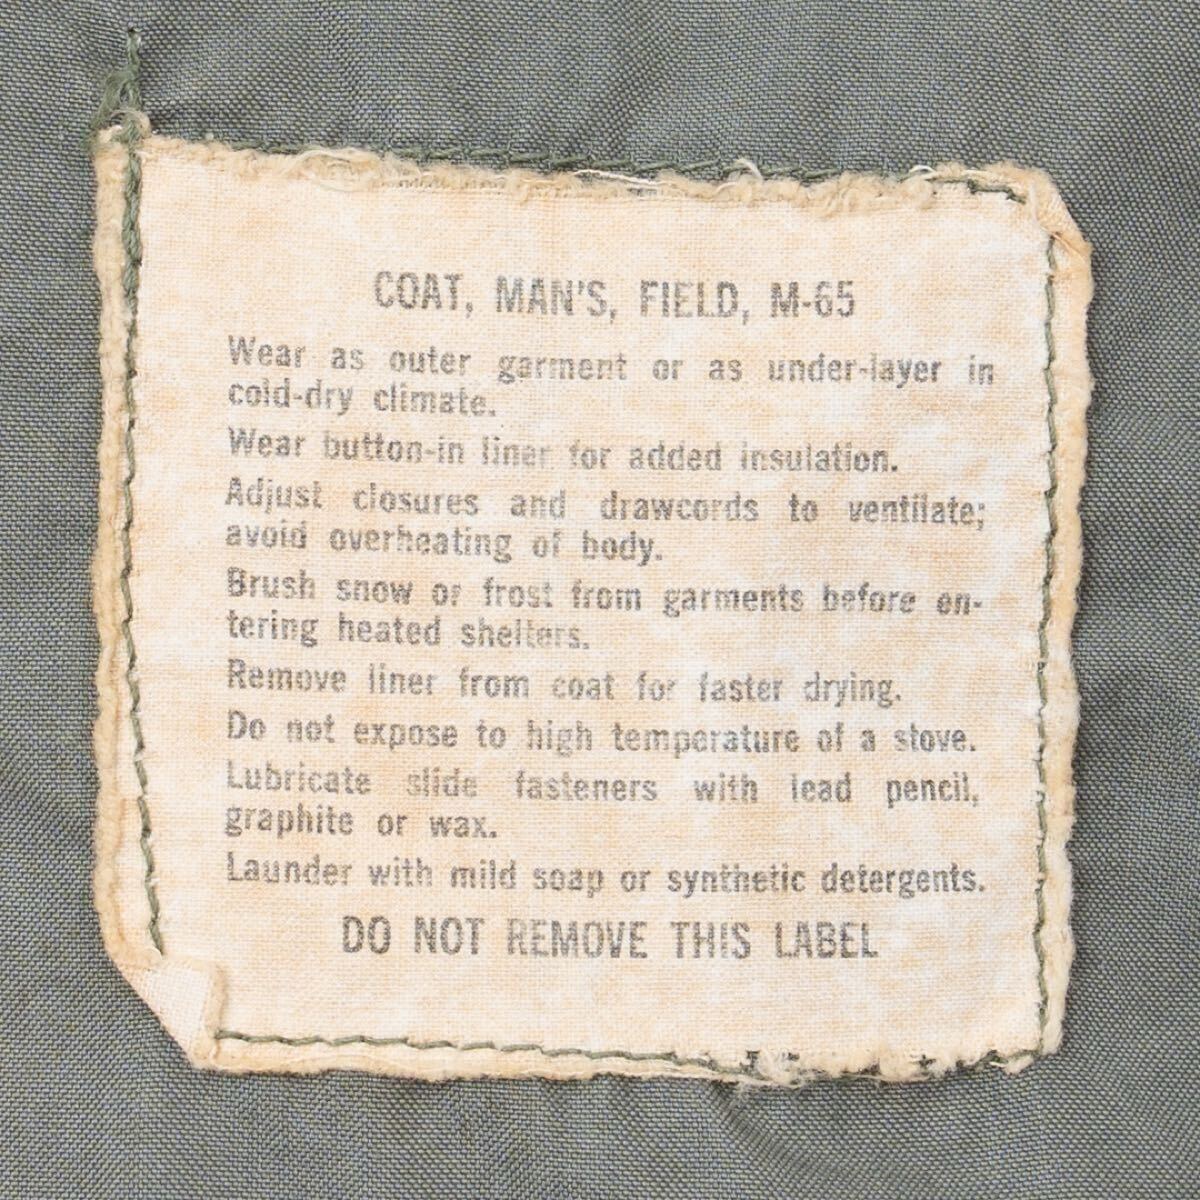 COAT, MAN'S, FIELD, M-65
Wear as outer garment or as under-layer in
cold-dry climate.
Wear button-in liner for added insulation.
Adjust closures and drawcords to ventilate;
avoid overheating of body.
Brush snow or frost from garments before en-
tering heated shelters.
Remove liner from coat for faster drying.
Do not expose to high temperature of a stove.
Lubricate slide fasteners with lead pencil,
graphite or wax.
Launder with mild soap or synthetic detergents.
DO NOT REMOVE THIS LABEL